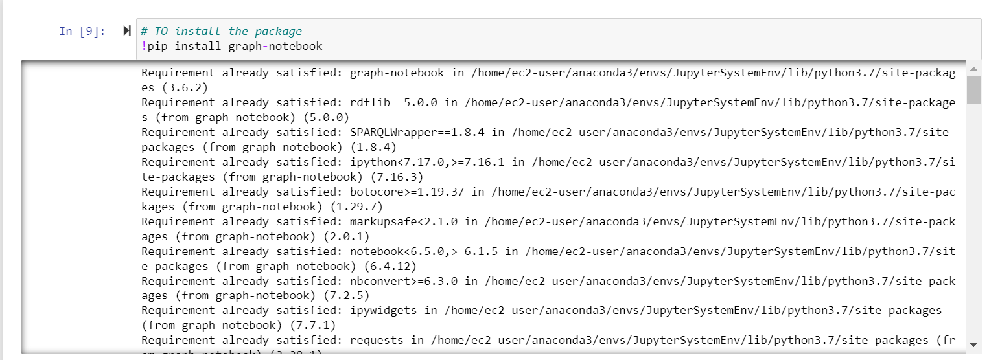 In [9]:
# TO install the package
!pip install graph-notebook
Requirement already satisfied: graph-notebook in /home/ec2-user/anaconda3/envs/JupyterSystemEnv/lib/python3.7/site-packag
es (3.6.2)
Requirement already satisfied: rdflib==5.0.0 in /home/ec2-user/anaconda3/envs/JupyterSystemEnv/lib/python3.7/site-package
s (from graph-notebook) (5.0.0)
Requirement already satisfied: SPARQLWrapper==1.8.4 in /home/ec2-user/anaconda3/envs/JupyterSystemEnv/lib/python3.7/site-
packages (from graph-notebook) (1.8.4)
Requirement already satisfied: ipython<7.17.0,>=7.16.1 in /home/ec2-user/anaconda3/envs/JupyterSystemEnv/lib/python3.7/si
te-packages (from graph-notebook) (7.16.3)
Requirement already satisfied: botocore>=1.19.37 in /home/ec2-user/anaconda3/envs/JupyterSystemEnv/lib/python3.7/site-pac
kages (from graph-notebook) (1.29.7)
Requirement already satisfied: markupsafe<2.1.0 in /home/ec2-user/anaconda3/envs/JupyterSystemEnv/lib/python3.7/site-pack
ages (from graph-notebook) (2.0.1)
Requirement already satisfied: notebook<6.5.0,>=6.1.5 in /home/ec2-user/anaconda3/envs/JupyterSystemEnv/lib/python3.7/sit
e-packages (from graph-notebook) (6.4.12)
Requirement already satisfied: nbconvert>=6.3.0 in /home/ec2-user/anaconda3/envs/JupyterSystemEnv/lib/python3.7/site-pack
ages (from graph-notebook) (7.2.5)
Requirement already satisfied: ipywidgets in /home/ec2-user/anaconda3/envs/JupyterSystemEnv/lib/python3.7/site-packages
(from graph-notebook) (7.7.1)
Requirement already satisfied: requests in /home/ec2-user/anaconda3/envs/JupyterSystemEnv/lib/python3.7/site-packages (fr